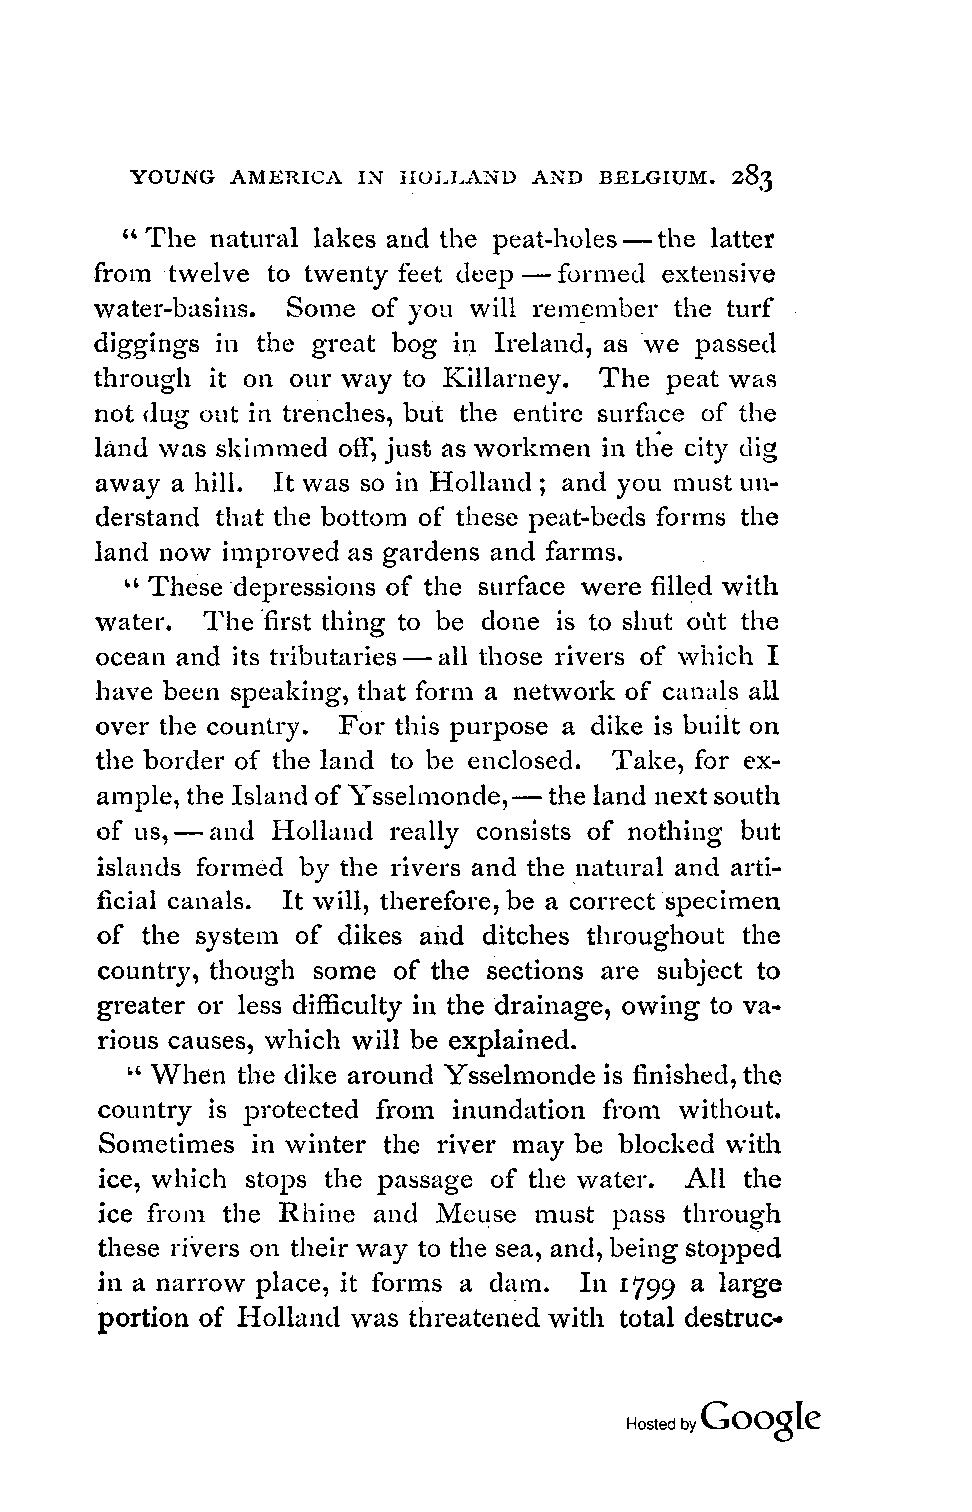 YOUNG AMERICA IN HOLLAND AND BELGIUM. 283
“ The natural lakes and the peat-holes — the latter
from twelve to twenty feet deep — formed extensive
water-basins. Some of you will remember the turf
diggings in the great bog in Ireland, as we passed
through it on our way to Killarney. The peat was
not dug out in trenches, but the entire surface of the
land was skimmed off, just as workmen in the city dig
away a hill. It was so in Holland ; and you must un-
derstand that the bottom of these peat-beds forms the
land now improved as gardens and farms.
“ These depressions of the surface were filled with
water. The first thing to be done is to shut out the
ocean and its tributaries — all those rivers of which I
have been speaking, that form a network of canals all
over the country. For this purpose a dike is built on
the border of the land to be enclosed. Take, for ex-
ample, the Island of Ysselmonde, — the land next south
of us, — and Holland really consists of nothing but
islands formed by the rivers and the natural and arti-
ficial canals. It will, therefore, be a correct specimen
of the system of dikes and ditches throughout the
country, though some of the sections are subject to
greater or less difficulty in the drainage, owing to va-
rious causes, which will be explained.
“ When the dike around Ysselmonde is finished, the
country is protected from inundation from without.
Sometimes in winter the river may be blocked with
ice, which stops the passage of the water. All the
ice from the Rhine and Meuse must pass through
these rivers on their way to the sea, and, being stopped
in a narrow place, it forms a dam. In 1799 a large
portion of Holland was threatened with total destruc-
Hosted by Google